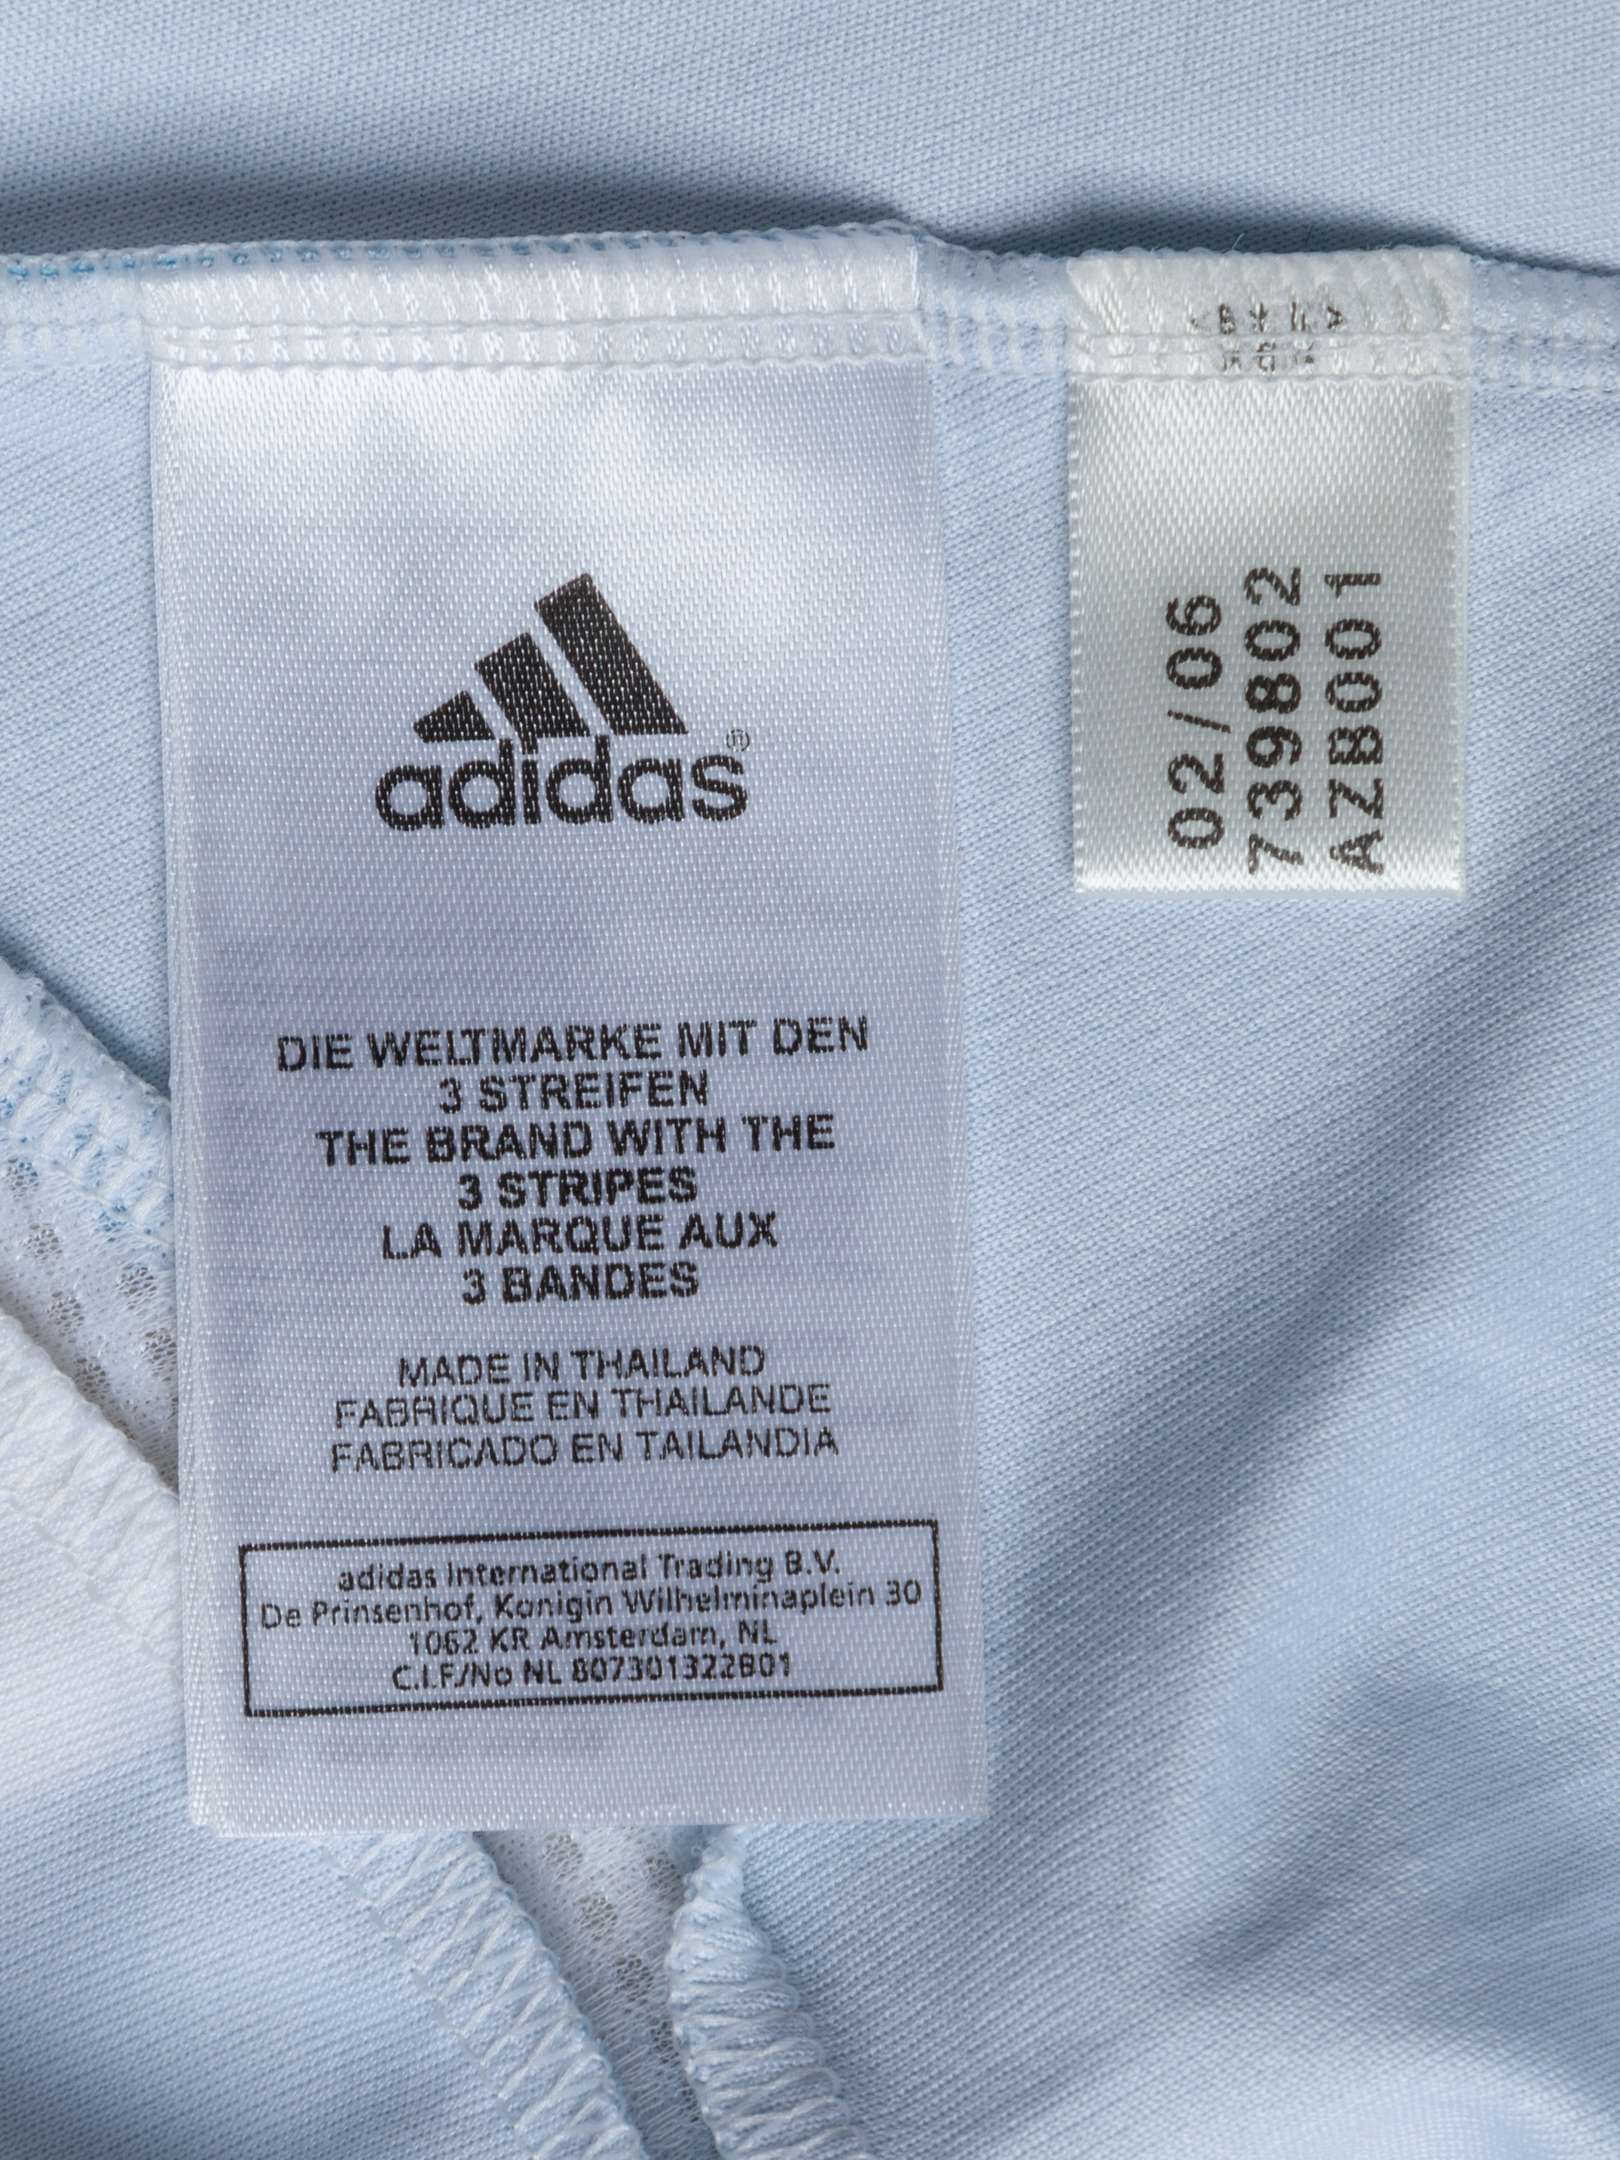 adidas®
DIE WELTMARKE MIT DEN
3 STREIFEN
THE BRAND WITH THE
3 STRIPES
LA MARQUE AUX
3 BANDES
MADE IN THAILAND
FABRIQUE EN THAILANDE
FABRICADO EN TAILANDIA
adidas International Trading B.V.
De Prinsenhof, Konigin Wilhelminaplein 30
1062 KR Amsterdam, NL
C.I.F./No NL 807301322B01
02/06
739802
AZB001